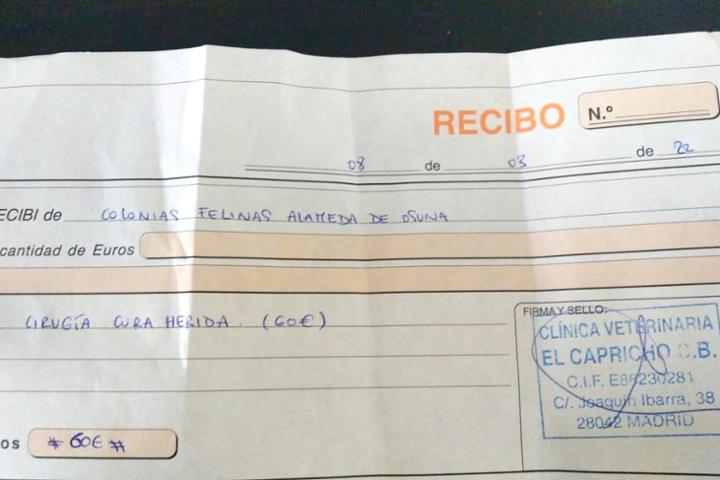 RECIBO N.º
08 de 03 de 22
ECIBI de COLONIAS FELINAS ALAMEDA DE OSUNA
cantidad de Euros
CIRUGÍA CURA HERIDA. (60€)
FIRMA Y SELLO:
CLÍNICA VETERINARIA
EL CAPRICHO C.B.
C.I.F. E86230281
C/. Joaquín Ibarra, 38
28042 MADRID
os # 60€ #